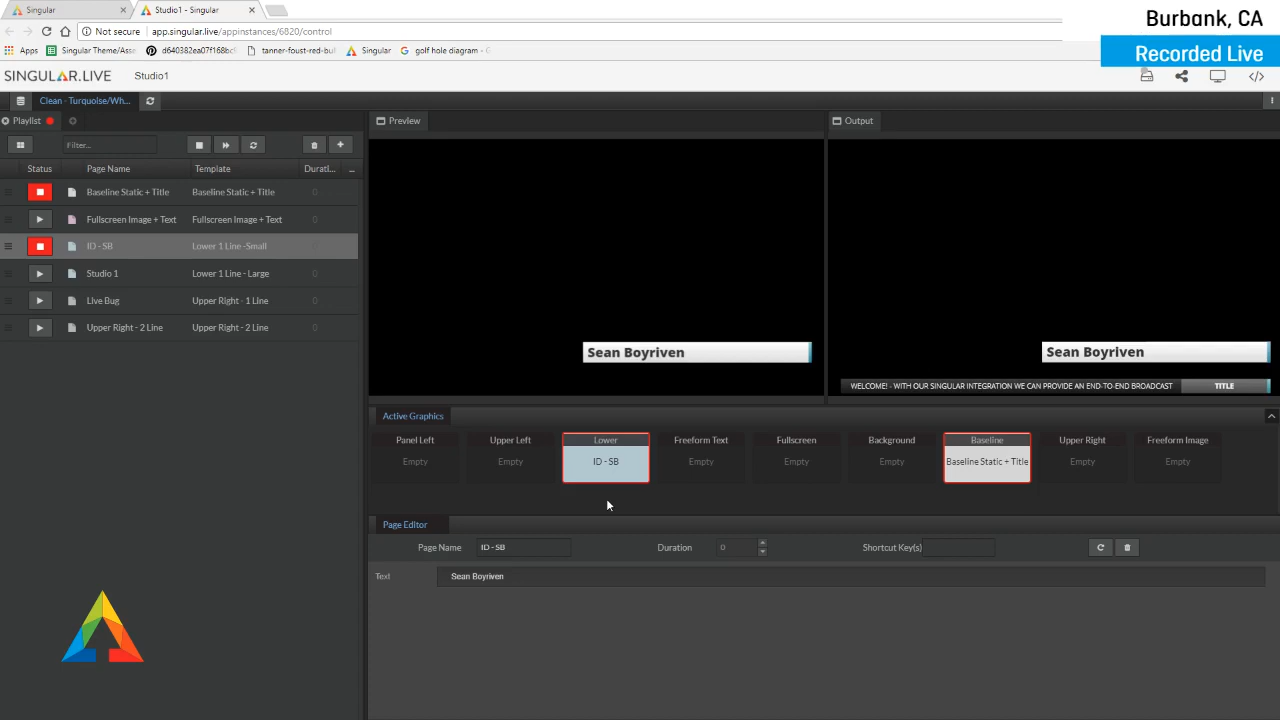 Singular
Studio1 - Singular
Not secure
app.singular.live/appinstances/6820/control
Apps
Singular Theme/Asse
d640382ea07f168bc9
tanner-foust-red-bul
Singular
golf hole diagram - G
Burbank, CA
Recorded Live
SINGULAR.LIVE
Studio1
Clean - Turquoise/Wh...
Playlist
Preview
Output
Filter...
Status Page Name Template Durati... ...
Baseline Static + Title Baseline Static + Title 0
Fullscreen Image + Text Fullscreen Image + Text 0
ID - SB Lower 1 Line -Small 0
Studio 1 Lower 1 Line - Large 0
Live Bug Upper Right - 1 Line 0
Upper Right - 2 Line Upper Right - 2 Line 0
Sean Boyriven
Sean Boyriven
WELCOME! - WITH OUR SINGULAR INTEGRATION WE CAN PROVIDE AN END-TO-END BROADCAST TITLE
Active Graphics
Panel Left Upper Left Lower Freeform Text Fullscreen Background Baseline Upper Right Freeform Image
Empty Empty ID - SB Empty Empty Empty Baseline Static + Title Empty Empty
Page Editor
Page Name ID - SB Duration 0 Shortcut Key(s)
Text Sean Boyriven